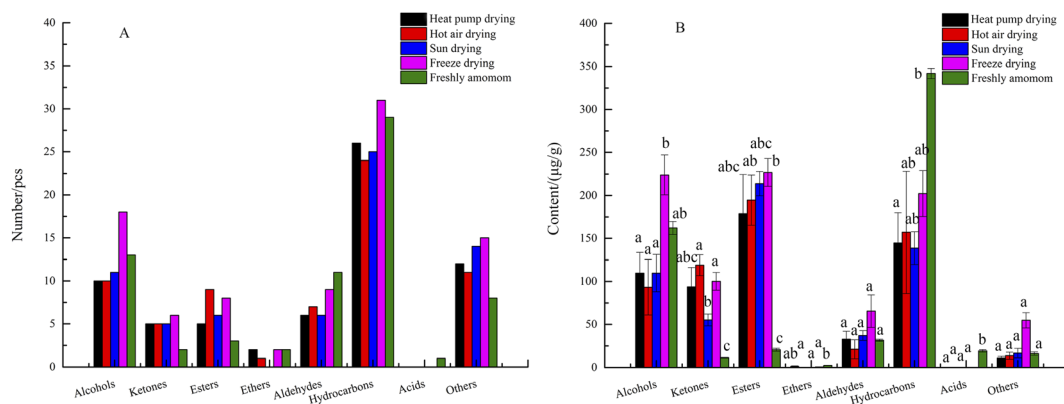 A
Heat pump drying
Hot air drying
Sun drying
Freeze drying
Freshly amomom
Number/pcs
40
35
30
25
20
15
10
5
0
Alcohols
Ketones
Esters
Ethers
Aldehydes
Hydrocarbons
Acids
Others
B
Heat pump drying
Hot air drying
Sun drying
Freeze drying
Freshly amomom
Content/(μg/g)
400
350
300
250
200
150
100
50
0
a a a b ab
abc a b a c
abc ab abc abc c
ab a a a b
a a a a a
a ab ab ab b
a a a a b
a a a a a
Alcohols
Ketones
Esters
Ethers
Aldehydes
Hydrocarbons
Acids
Others